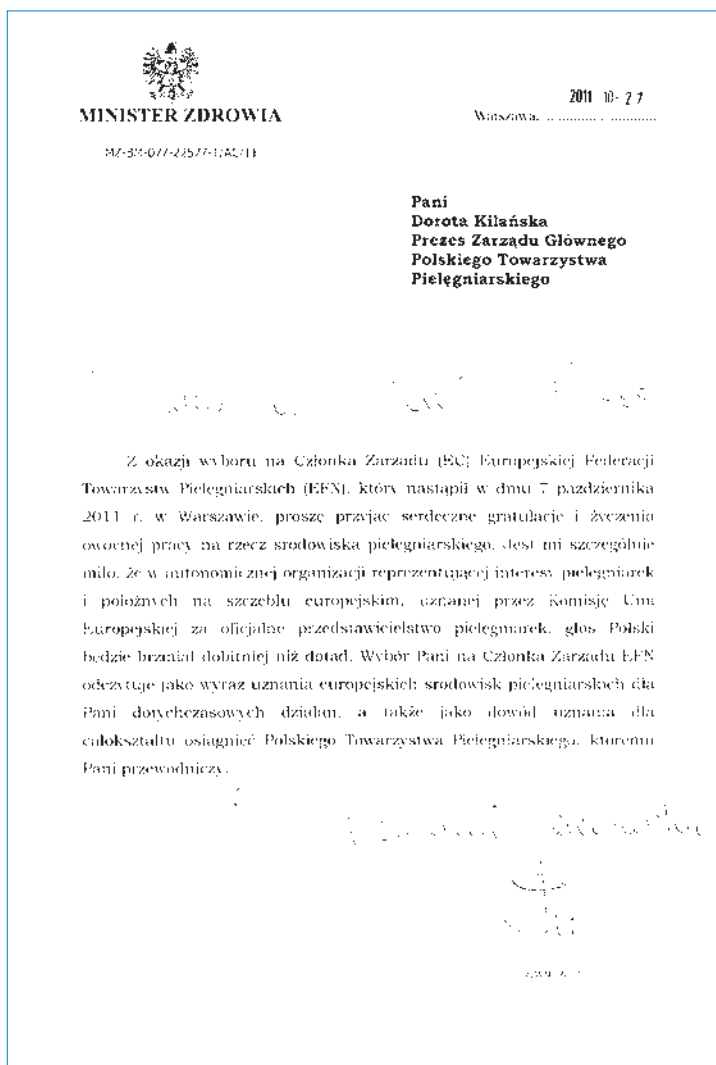 MINISTER ZDROWIA
2011 10-27
Warszawa,
Pani
Dorota Kilańska
Prezes Zarządu Głównego
Polskiego Towarzystwa
Pielęgniarskiego
Z okazji wyboru na Członka Zarządu (EC) Europejskiej Federacji
Towarzystw Pielęgniarskich (EFN), który nastąpił w dniu 7 października
2011 r. w Warszawie, proszę przyjąć serdeczne gratulacje i życzenia
owocnej pracy na rzecz środowiska pielęgniarskiego. Jest mi szczególnie
miło, że w autonomicznej organizacji reprezentującej interesy pielęgniarek
i położnych na szczeblu europejskim, uznanej przez Komisję Unii
Europejskiej za oficjalne przedstawicielstwo pielęgniarek, głos Polski
będzie brzmiał dobitniej niż dotąd. Wybór Pani na Członka Zarządu EFN
odczytuję jako wyraz uznania europejskich środowisk pielęgniarskich dla
Pani dotychczasowych działań, a także jako dowód uznania dla
całokształtu osiągnięć Polskiego Towarzystwa Pielęgniarskiego, któremu
Pani przewodniczy.